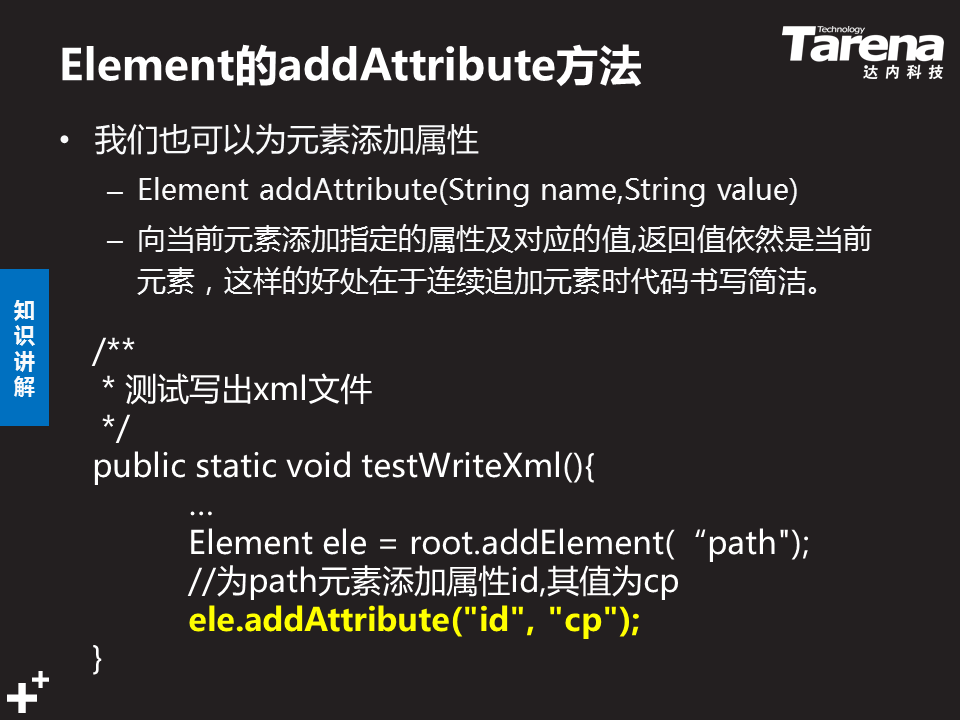 Element的addAttribute方法
Technology
Tarena
达内科技
• 我们也可以为元素添加属性
– Element addAttribute(String name,String value)
– 向当前元素添加指定的属性及对应的值,返回值依然是当前
元素，这样的好处在于连续追加元素时代码书写简洁。
知
识
讲
解
/**
* 测试写出xml文件
*/
public static void testWriteXml(){
…
Element ele = root.addElement(“path");
//为path元素添加属性id,其值为cp
ele.addAttribute("id", "cp");
}